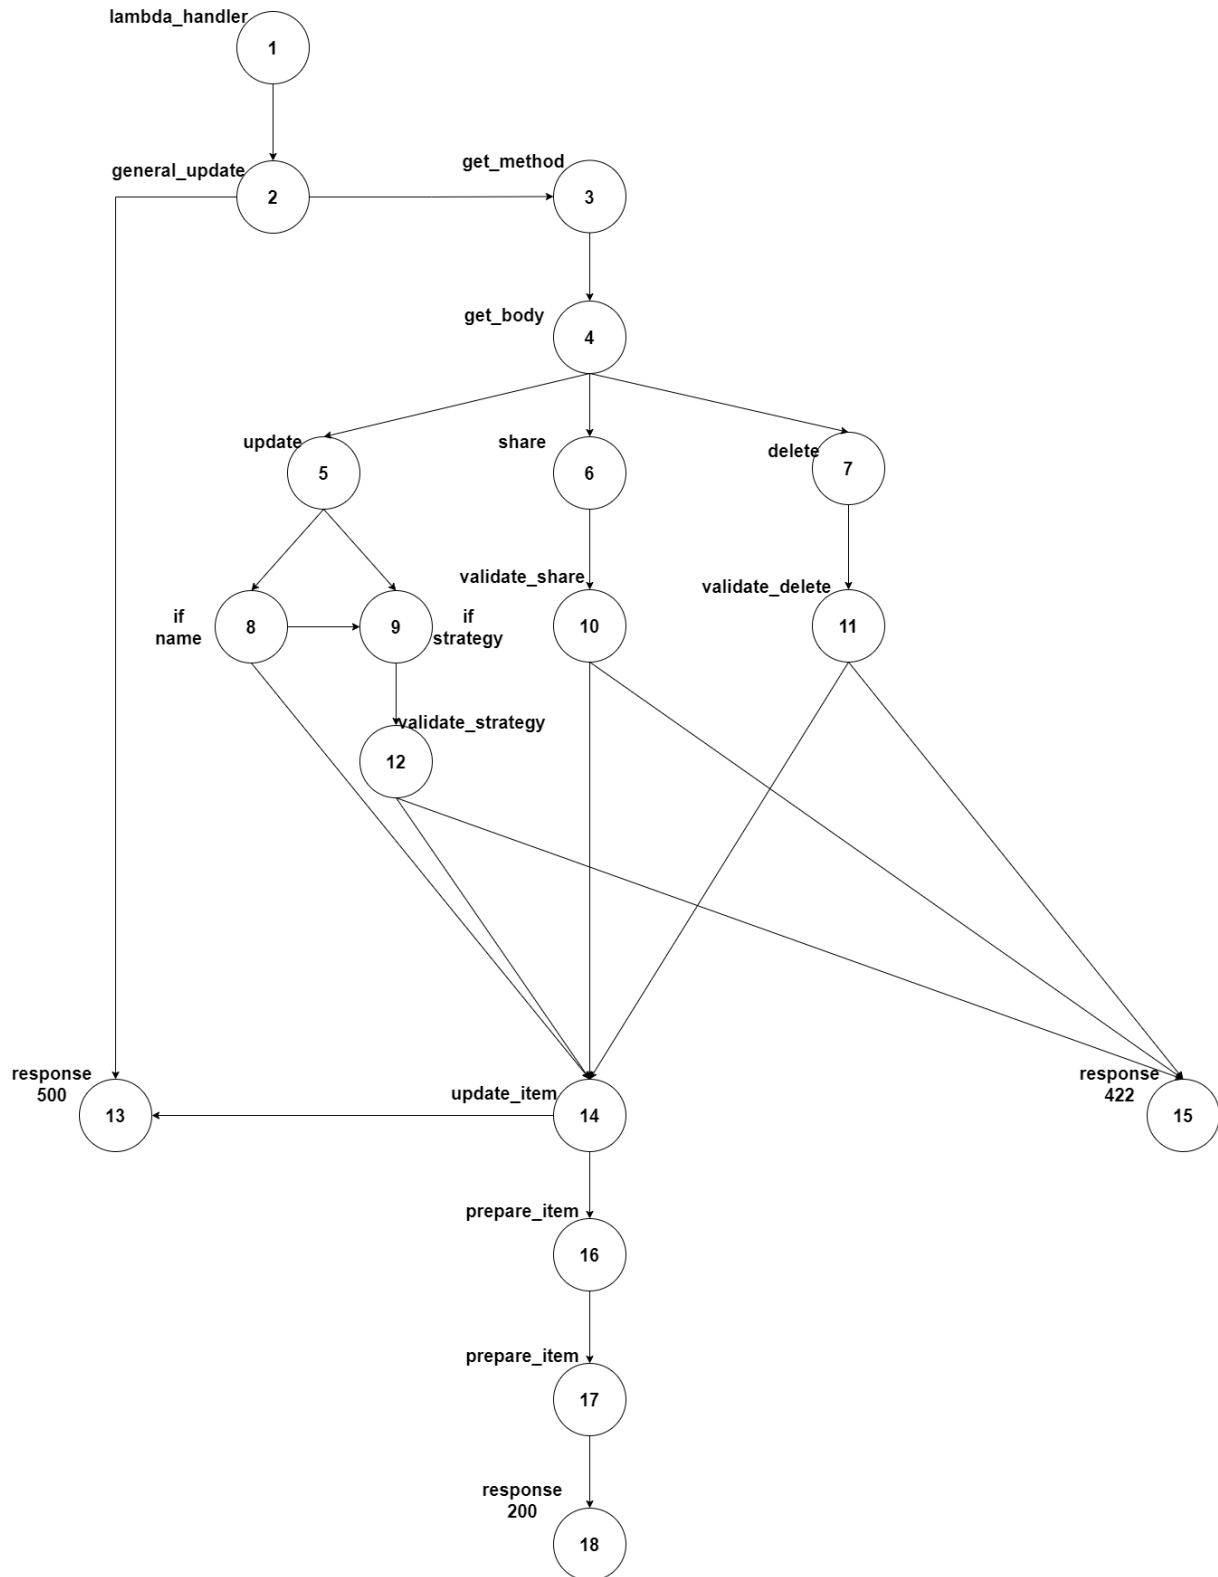 lambda_handler
1
general_update
2
get_method
3
get_body
4
update
5
share
6
delete
7
if
name
8
9
if
strategy
validate_share
10
validate_delete
11
validate_strategy
12
response
500
13
update_item
14
response
422
15
prepare_item
16
prepare_item
17
response
200
18